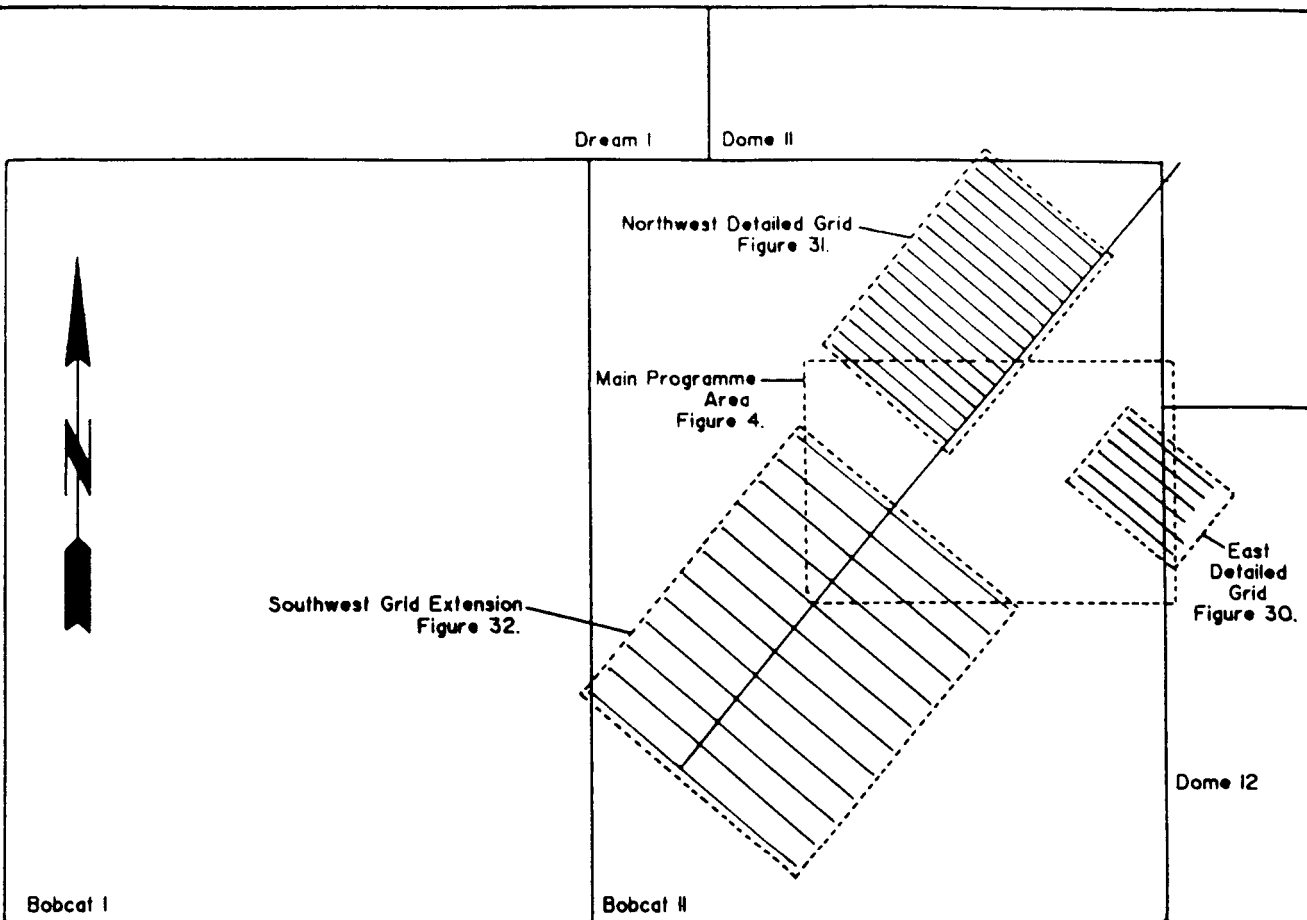 Dream I
Dome II
Northwest Detailed Grid
Figure 31.
Main Programme
Area
Figure 4.
N
East
Detailed
Grid
Figure 30.
Southwest Grid Extension
Figure 32.
Dome 12
Bobcat I
Bobcat II